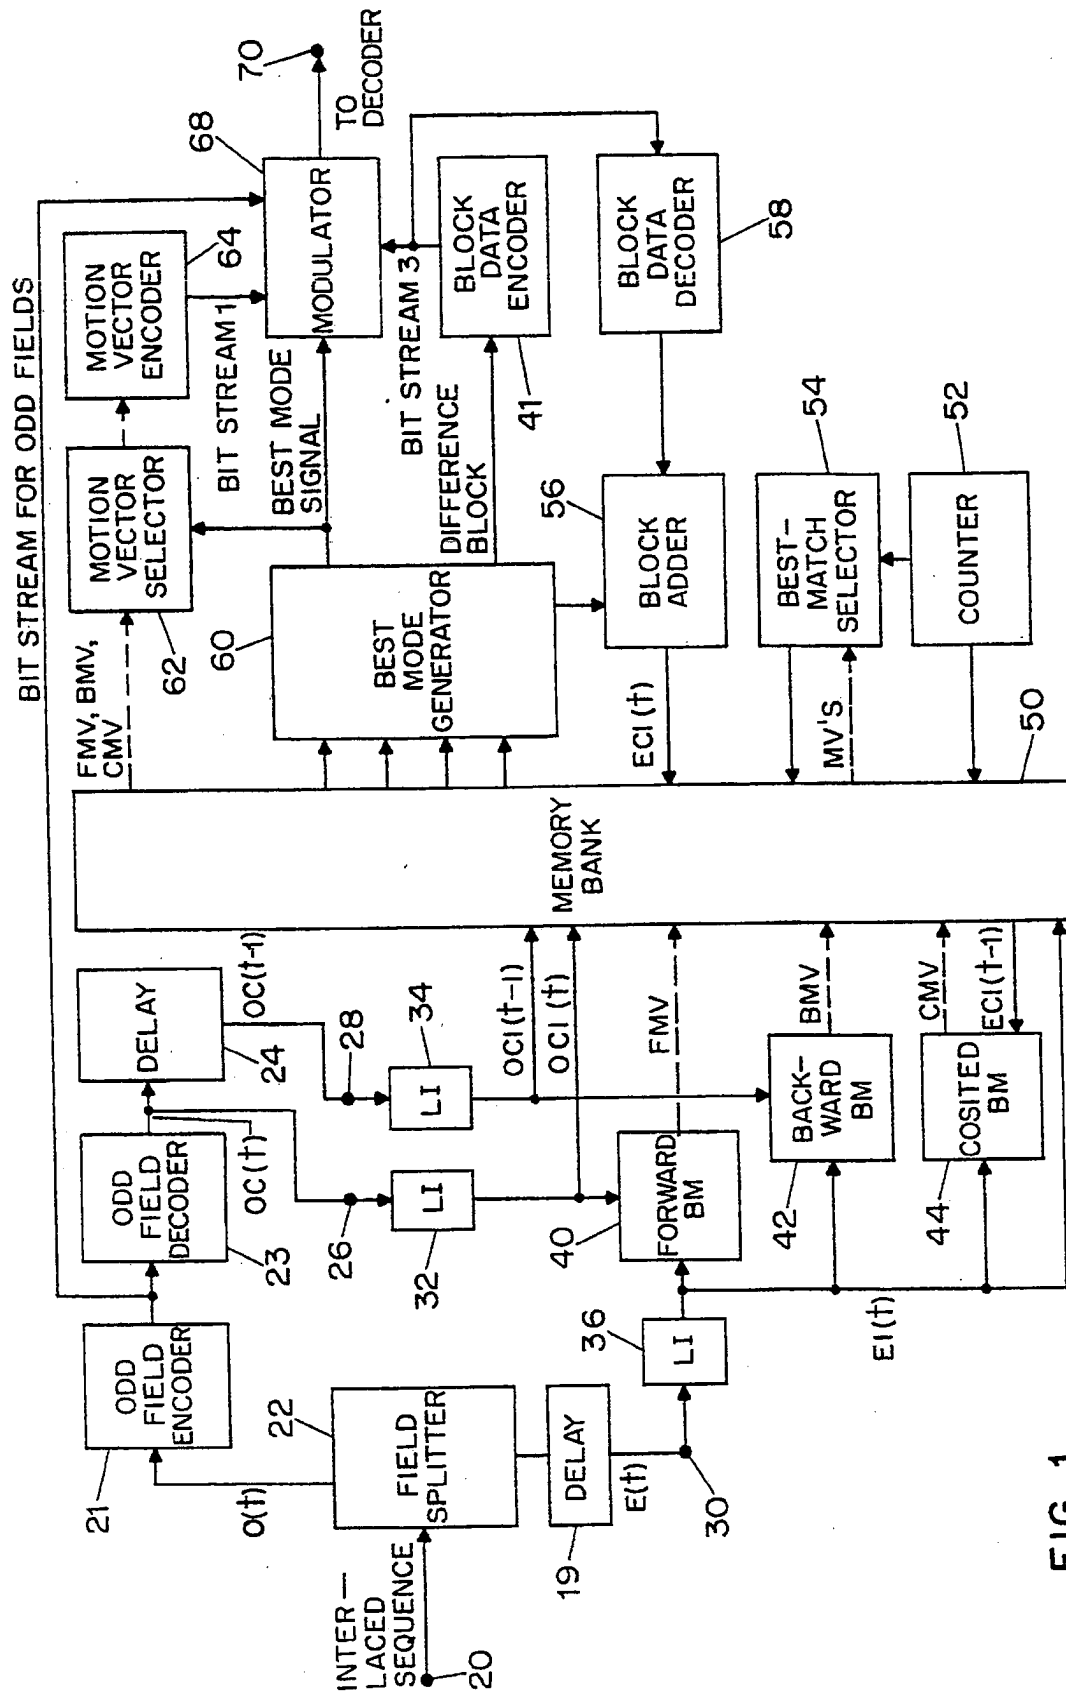 BIT STREAM FOR ODD FIELDS
INTER-
LACED
SEQUENCE
20
FIELD
SPLITTER
22
O(t)
ODD
FIELD
ENCODER
21
ODD
FIELD
DECODER
23
OC(t)
DELAY
24
OC(t-1)
26
28
LI
32
LI
34
DELAY
19
E(t)
30
LI
36
EI(t)
OCI(t-1)
OCI(t)
FORWARD
BM
40
FMV
BACK-
WARD
BM
42
BMV
COSITED
BM
44
CMV
ECI(t-1)
MEMORY
BANK
50
FMV, BMV,
CMV
MOTION
VECTOR
SELECTOR
62
MOTION
VECTOR
ENCODER
64
BIT STREAM 1
BEST MODE
SIGNAL
BEST
MODE
GENERATOR
60
DIFFERENCE
BLOCK
MODULATOR
68
70
TO
DECODER
BIT STREAM 3
BLOCK
DATA
ENCODER
41
BLOCK
DATA
DECODER
58
BLOCK
ADDER
56
ECI(t)
BEST-
MATCH
SELECTOR
54
MV'S
COUNTER
52
FIG. 1